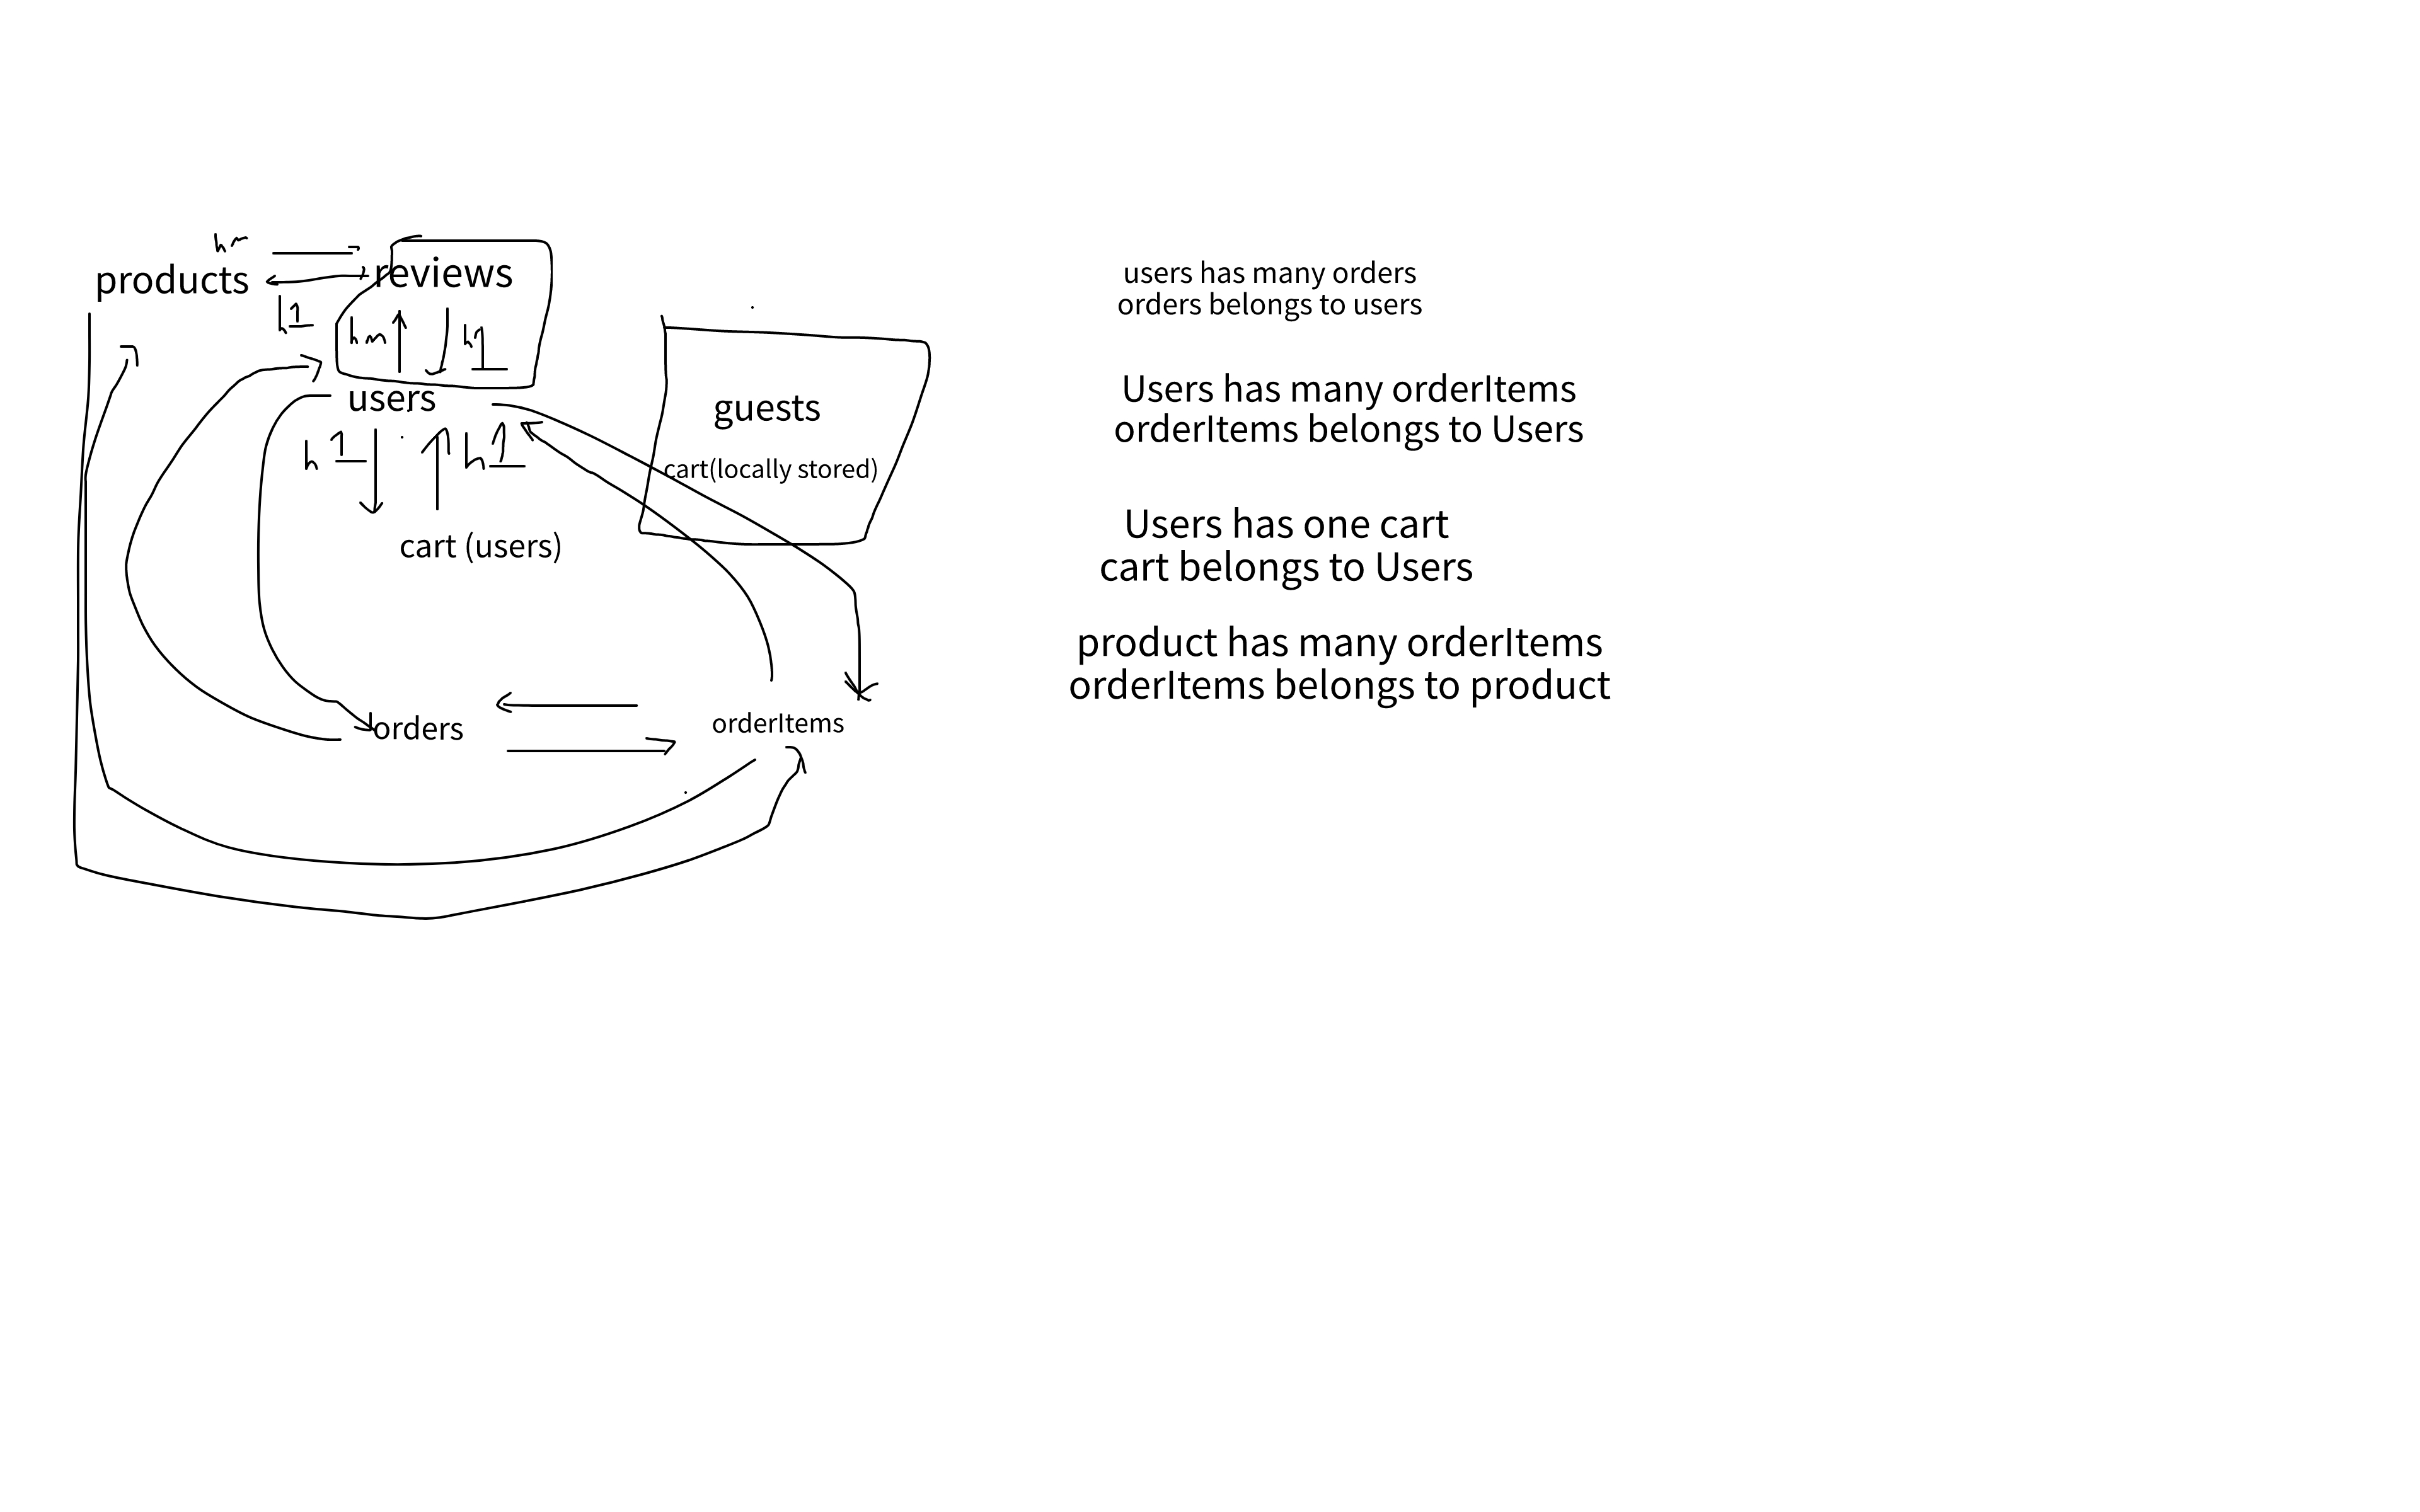 hm
products
reviews
h1
hm
h1
users
h1
h1
cart (users)
guests
cart(locally stored)
orders
orderItems
users has many orders
orders belongs to users
Users has many orderItems
orderItems belongs to Users
Users has one cart
cart belongs to Users
product has many orderItems
orderItems belongs to product